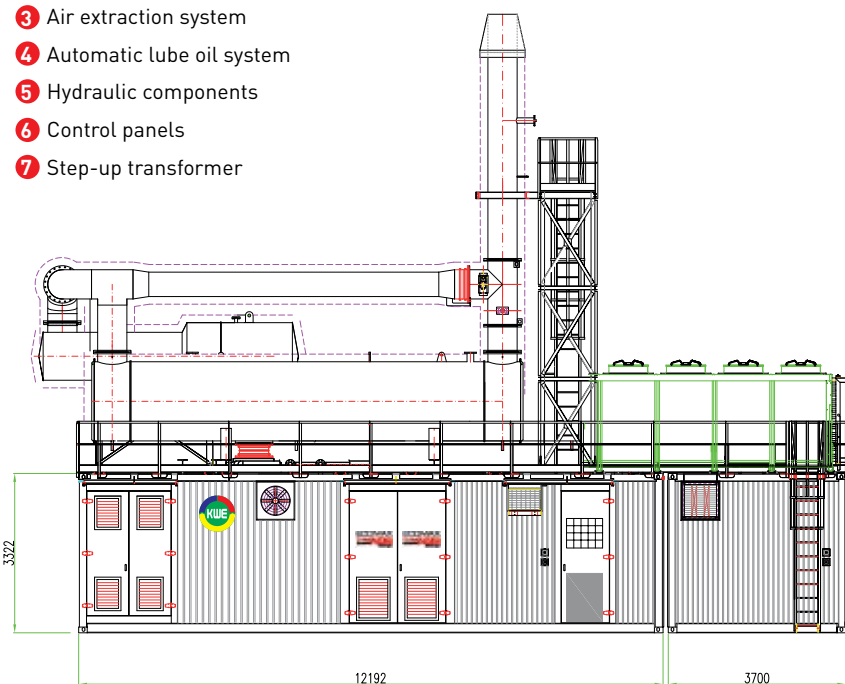 3 Air extraction system
4 Automatic lube oil system
5 Hydraulic components
6 Control panels
7 Step-up transformer
KWE
3322
12192
3700